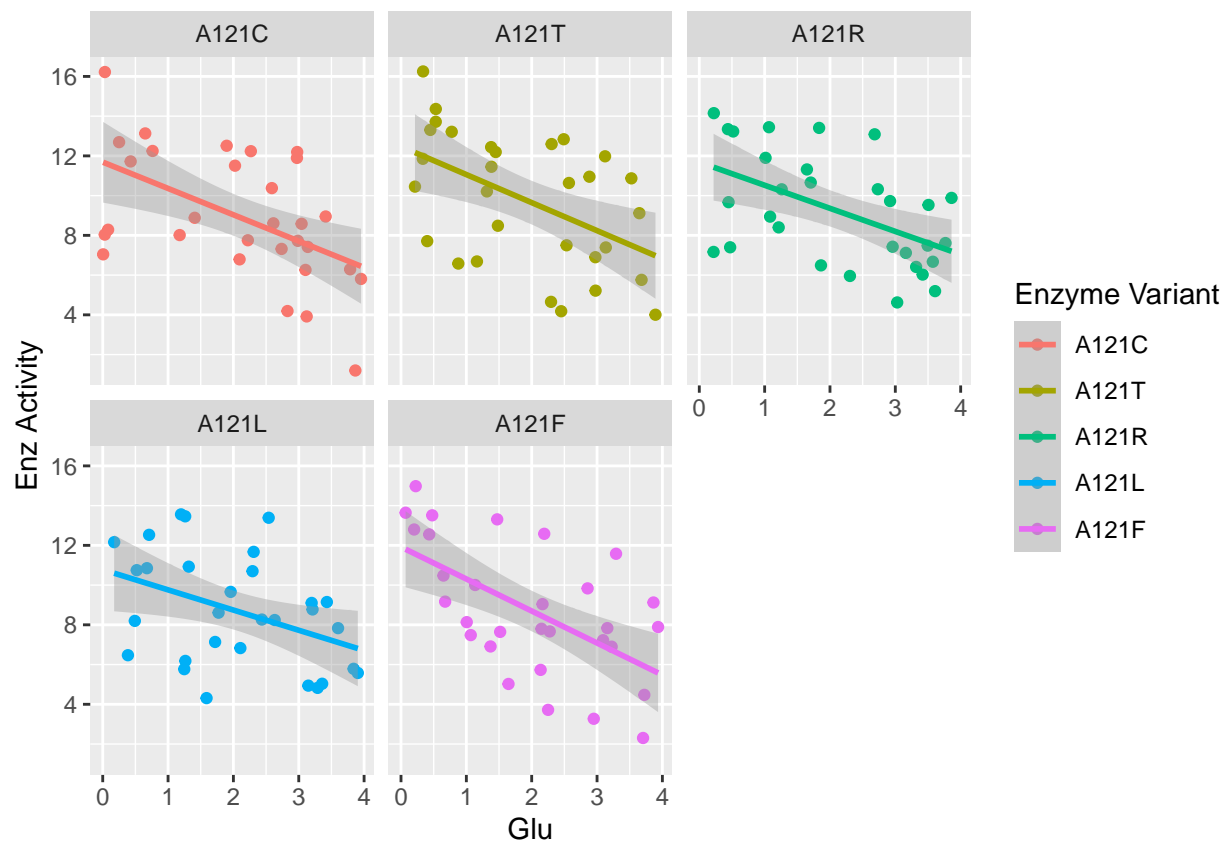 A121C A121T A121R
16
12
8
4
0 1 2 3 4
Enz Activity
A121L A121F
16
12
8
4
0 1 2 3 4 0 1 2 3 4
Glu
Enzyme Variant
A121C
A121T
A121R
A121L
A121F